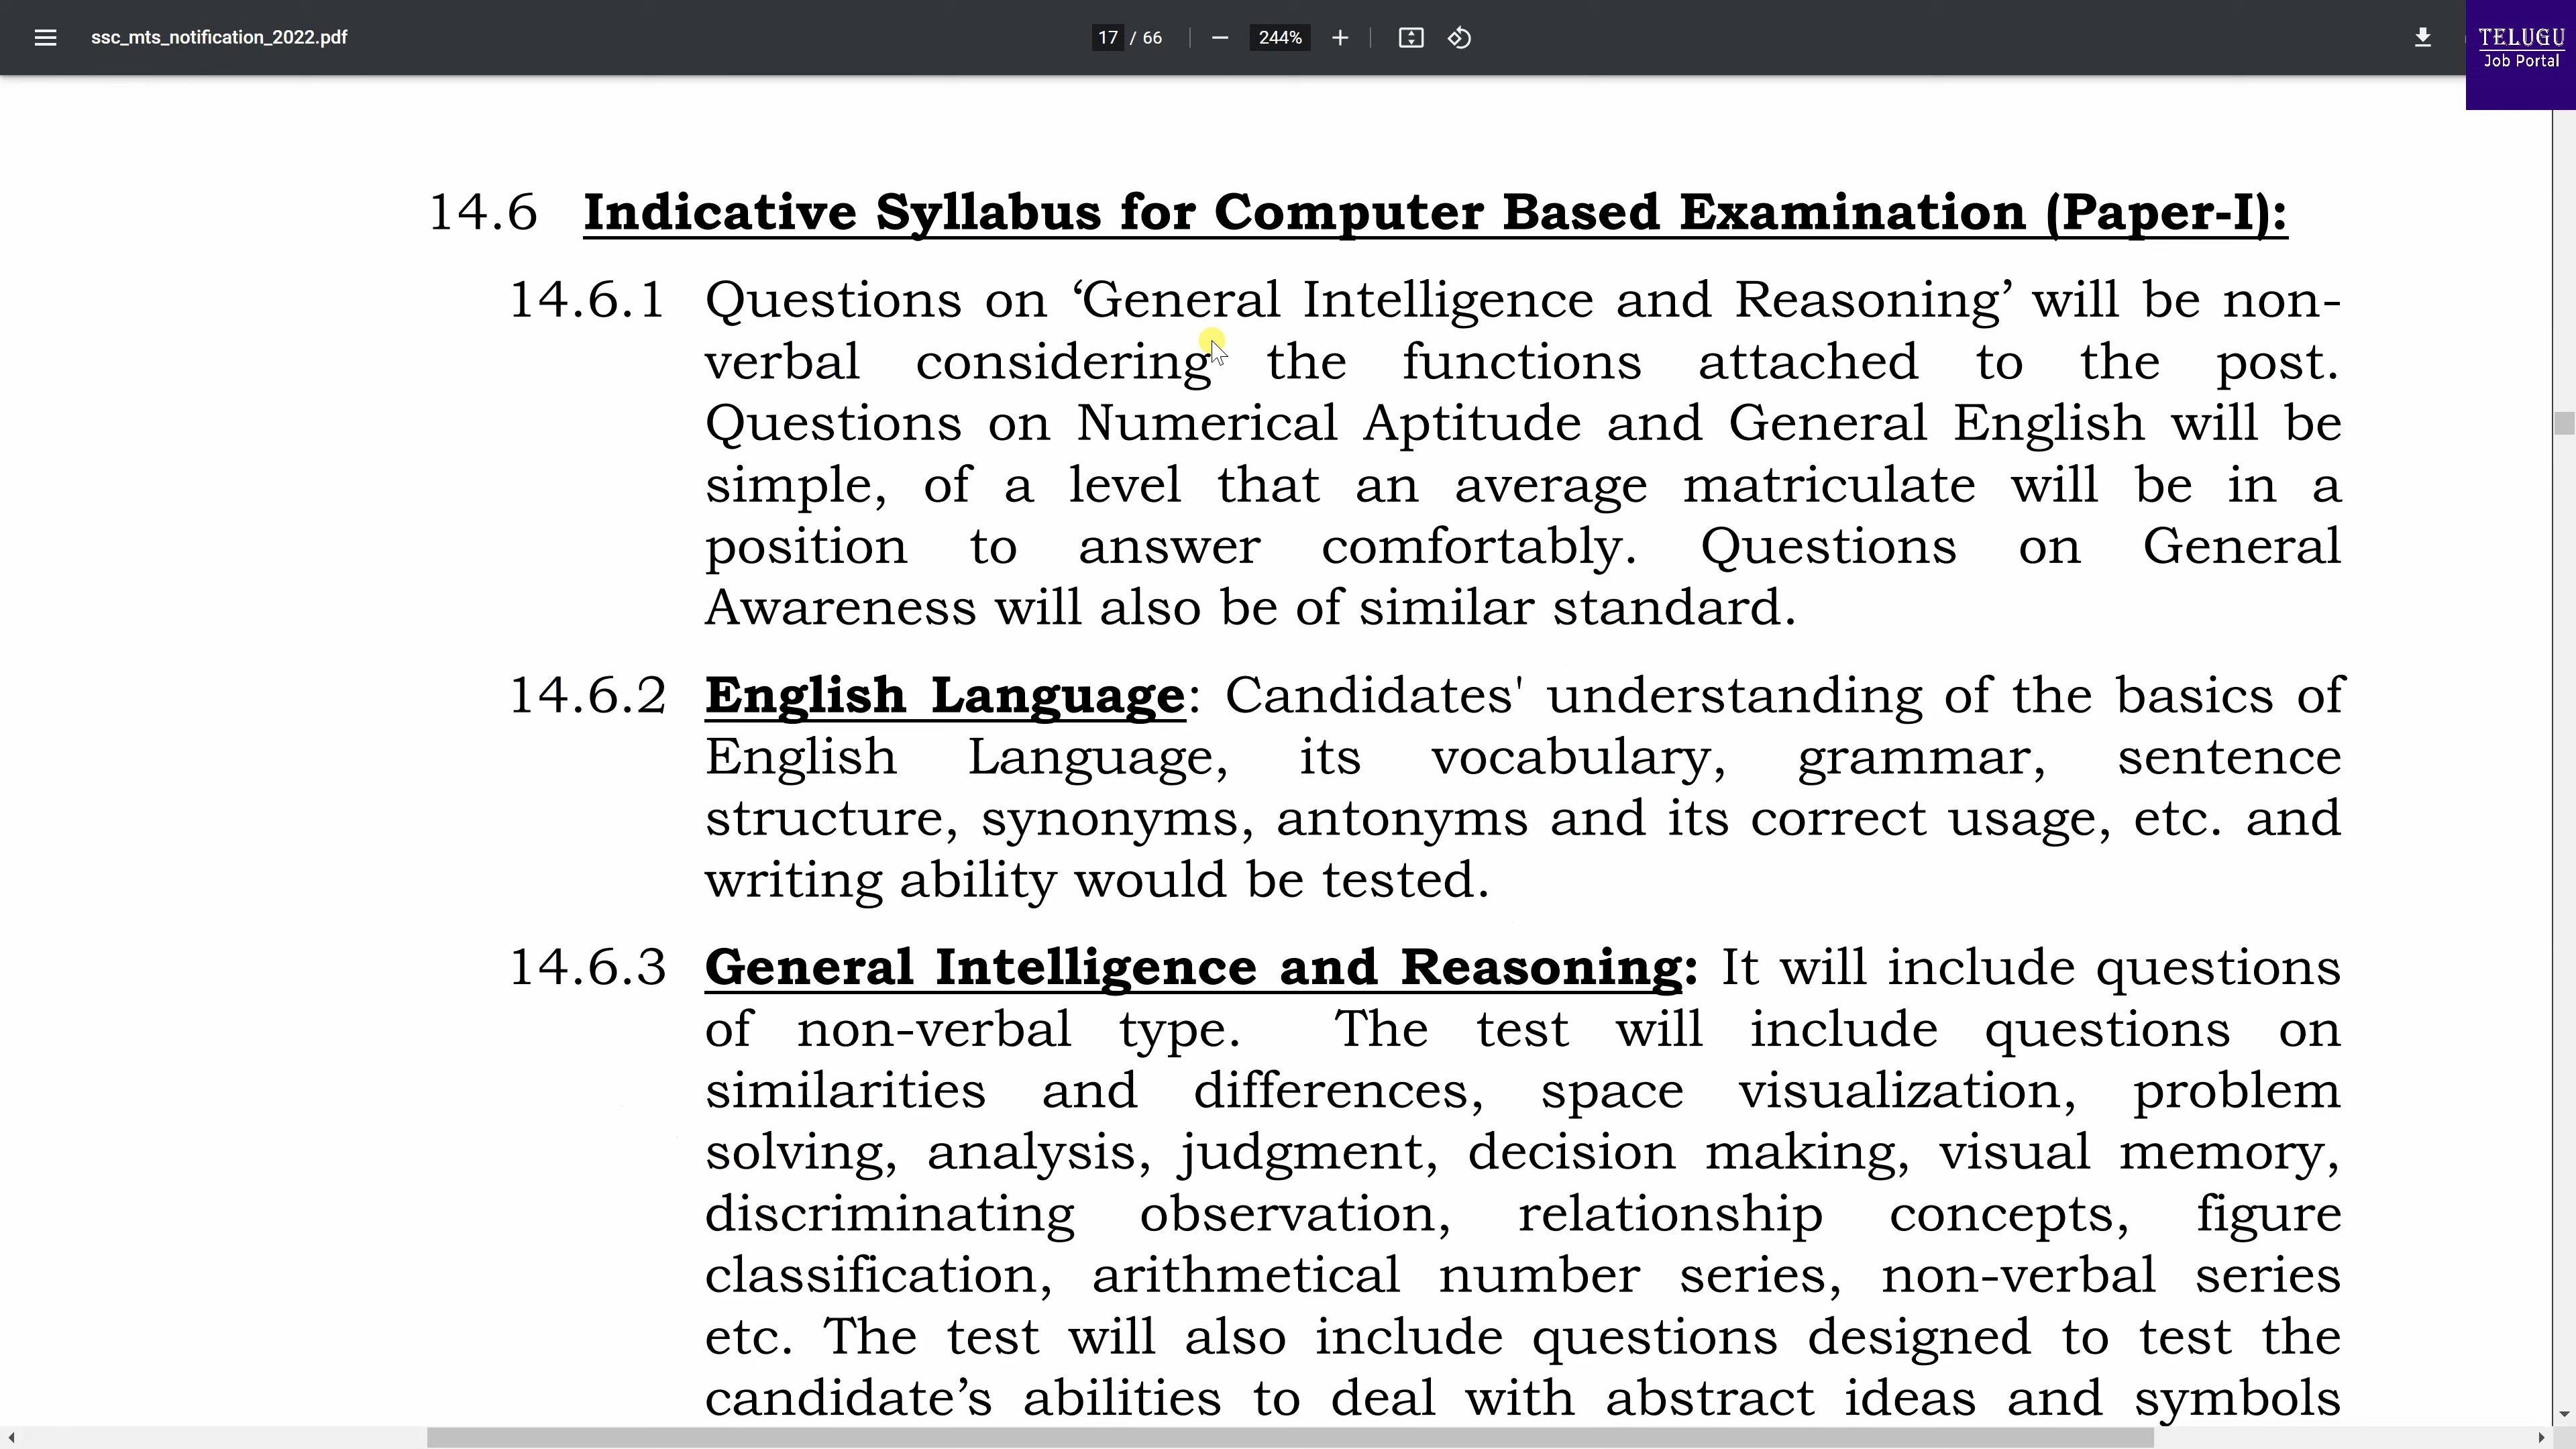 ssc_mts_notification_2022.pdf
17 / 66
244%
TELUGU
Job Portal
14.6 Indicative Syllabus for Computer Based Examination (Paper-I):
14.6.1 Questions on ‘General Intelligence and Reasoning’ will be non-
verbal considering the functions attached to the post.
Questions on Numerical Aptitude and General English will be
simple, of a level that an average matriculate will be in a
position to answer comfortably. Questions on General
Awareness will also be of similar standard.
14.6.2 English Language: Candidates' understanding of the basics of
English Language, its vocabulary, grammar, sentence
structure, synonyms, antonyms and its correct usage, etc. and
writing ability would be tested.
14.6.3 General Intelligence and Reasoning: It will include questions
of non-verbal type. The test will include questions on
similarities and differences, space visualization, problem
solving, analysis, judgment, decision making, visual memory,
discriminating observation, relationship concepts, figure
classification, arithmetical number series, non-verbal series
etc. The test will also include questions designed to test the
candidate’s abilities to deal with abstract ideas and symbols